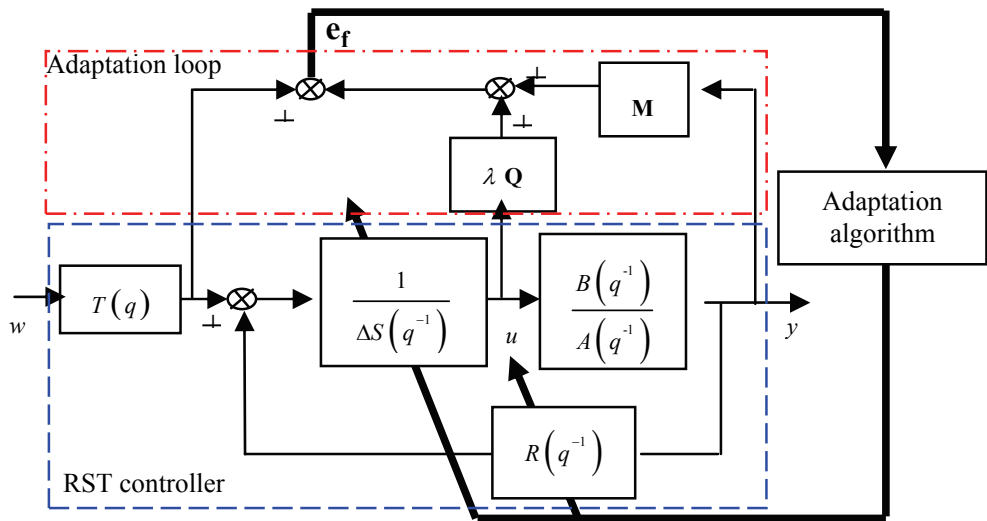 e_f
Adaptation loop
M
λ Q
Adaptation
algorithm
w
T(q)
1
ΔS(q⁻¹)
u
B(q⁻¹)
A(q⁻¹)
y
R(q⁻¹)
RST controller